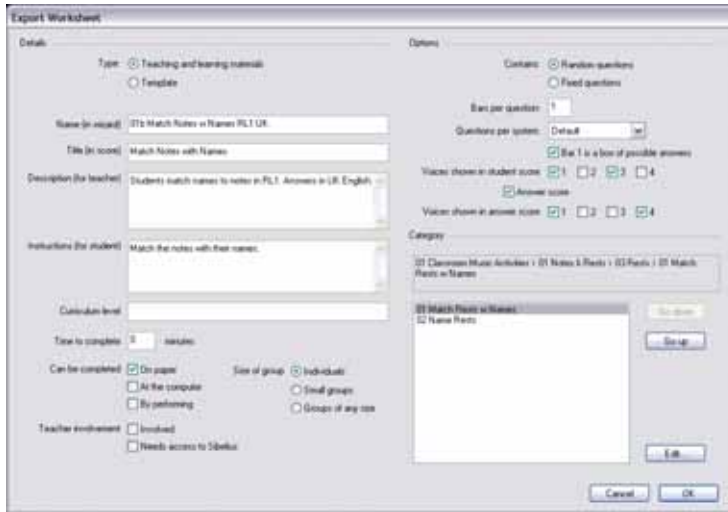 Export Worksheet
Details
Type: Teaching and learning materials
Template
Name (in wizard) 01b Match Notes w Names RL1 UK
Title (in score) Match Notes with Names
Description (for teacher) Students match names to notes in RL1. Answers in UK English.
Instructions (for student) Match the notes with their names.
Curriculum level
Time to complete 5 minutes
Can be completed On paper
At the computer
By performing
Size of group Individuals
Small groups
Groups of any size
Teacher involvement Involved
Needs access to Sibelius
Options
Contains: Random questions
Fixed questions
Bars per question: 1
Questions per system: Default
Bar 1 is a box of possible answers
Voices shown in student score 1 2 3 4
Answer score
Voices shown in answer score 1 2 3 4
Category
01 Classroom Music Activities > 01 Notes & Rests > 03 Rests > 01 Match
Rests w Names
01 Match Rests w Names
02 Name Rests
Go down
Go up
Edit...
Cancel
OK